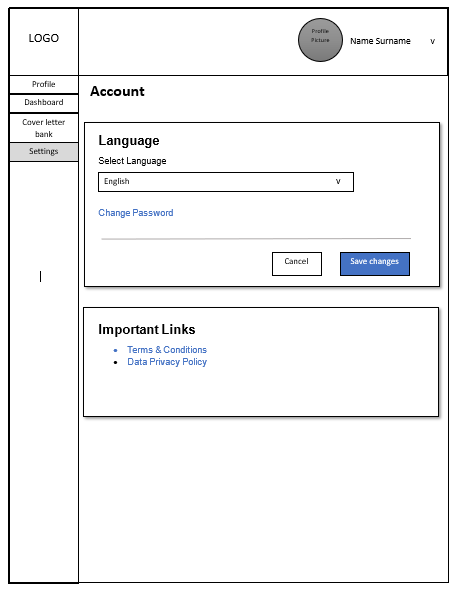 LOGO
Profile
Picture
Name Surname v
Profile
Dashboard
Cover letter
bank
Settings
Account
Language
Select Language
English v
Change Password
Cancel
Save changes
Important Links
• Terms & Conditions
• Data Privacy Policy